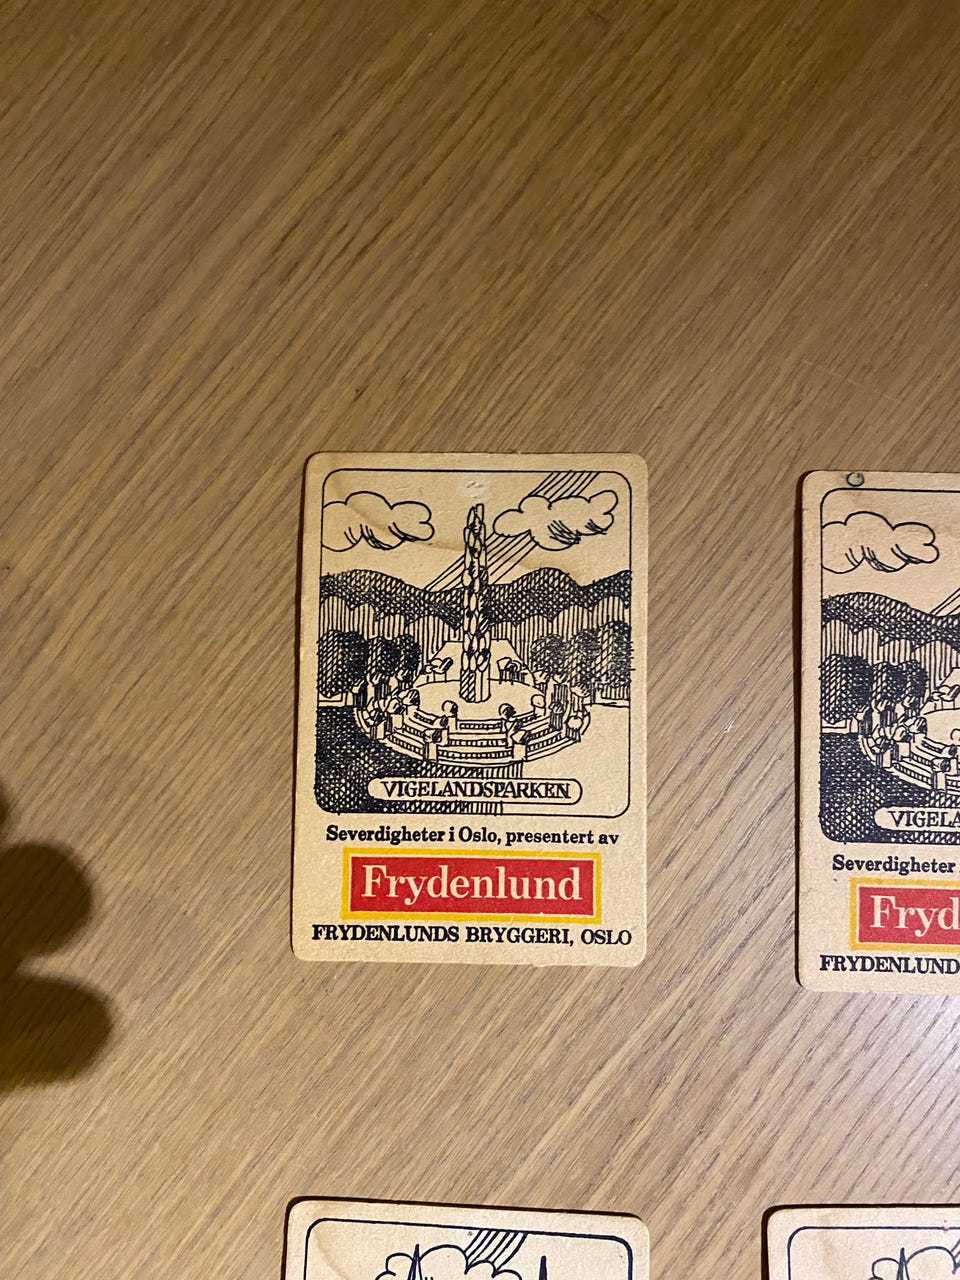 VIGELANDSPARKEN
Severdigheter i Oslo, presentert av
Frydenlund
FRYDENLUNDS BRYGGERI, OSLO
VIGELA
Severdigheter
Fryd
FRYDENLUND